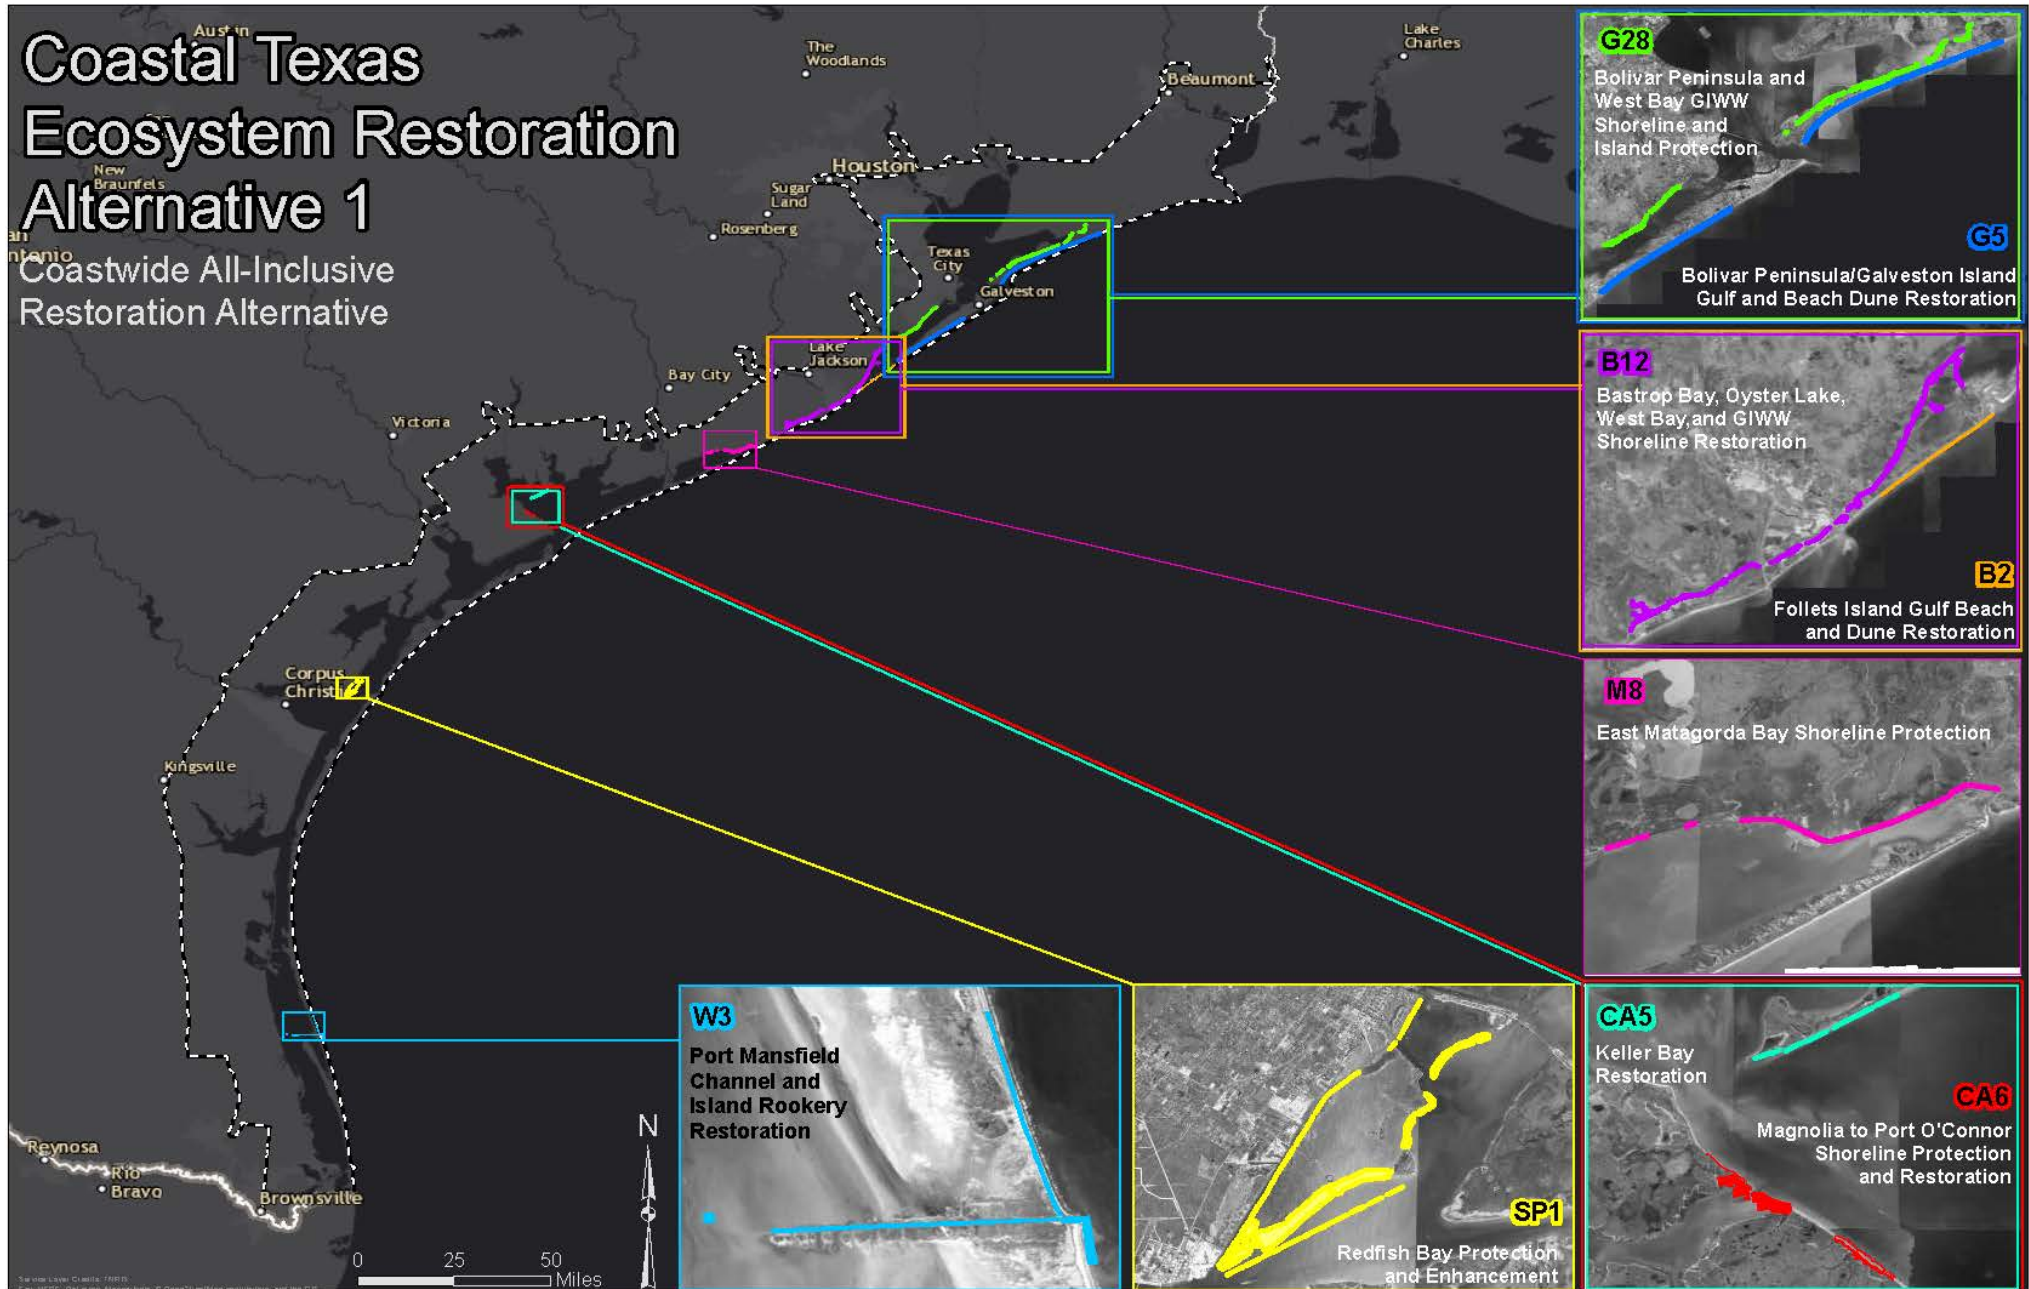 Coastal Texas
Ecosystem Restoration
Alternative 1
Coastwide All-Inclusive
Restoration Alternative
Austin
New
Braunfels
ntonio
The
Woodlands
Lake
Charles
Beaumont
Houston
Sugar
Land
Rosenberg
Texas
City
Galveston
Lake
Jackson
Bay City
Victoria
Corpus
Christi
Kingsville
Reynosa
Rio
Bravo
Brownsville
G28
Bolivar Peninsula and
West Bay GIWW
Shoreline and
Island Protection
G5
Bolivar Peninsula/Galveston Island
Gulf and Beach Dune Restoration
B12
Bastrop Bay, Oyster Lake,
West Bay,and GIWW
Shoreline Restoration
B2
Follets Island Gulf Beach
and Dune Restoration
M8
East Matagorda Bay Shoreline Protection
CA5
Keller Bay
Restoration
CA6
Magnolia to Port O'Connor
Shoreline Protection
and Restoration
SP1
Redfish Bay Protection
and Enhancement
W3
Port Mansfield
Channel and
Island Rookery
Restoration
N
0 25 50
Miles
Service Layer Credits: TNRIS